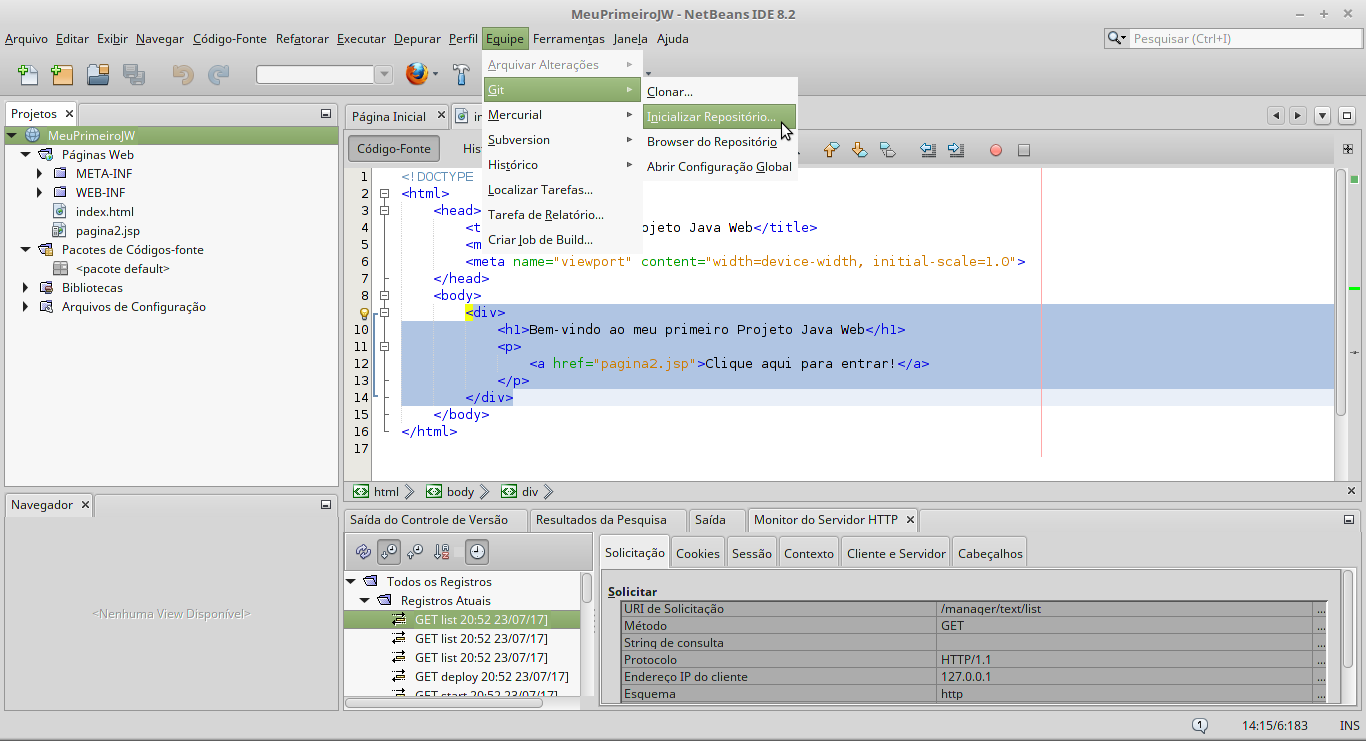 MeuPrimeiroJW - NetBeans IDE 8.2
Arquivo Editar Exibir Navegar Código-Fonte Refatorar Executar Depurar Perfil Equipe Ferramentas Janela Ajuda
Pesquisar (Ctrl+I)
Arquivar Alterações
Git
Mercurial
Subversion
Histórico
Localizar Tarefas...
Tarefa de Relatório...
Criar Job de Build...
Clonar...
Inicializar Repositório...
Browser do Repositório
Abrir Configuração Global
Projetos
MeuPrimeiroJW
Páginas Web
META-INF
WEB-INF
index.html
pagina2.jsp
Pacotes de Códigos-fonte
<pacote default>
Bibliotecas
Arquivos de Configuração
Navegador
<Nenhuma View Disponível>
Página Inicial
Código-Fonte
1 <!DOCTYPE
2 <html>
3 <head>
4 <t ojeto Java Web</title>
5 <m
6 <meta name="viewport" content="width=device-width, initial-scale=1.0">
7 </head>
8 <body>
<div>
10 <h1>Bem-vindo ao meu primeiro Projeto Java Web</h1>
11 <p>
12 <a href="pagina2.jsp">Clique aqui para entrar!</a>
13 </p>
14 </div>
15 </body>
16 </html>
17
html body div
Saída do Controle de Versão Resultados da Pesquisa Saída Monitor do Servidor HTTP
Todos os Registros
Registros Atuais
GET list 20:52 23/07/17]
GET list 20:52 23/07/17]
GET list 20:52 23/07/17]
GET deploy 20:52 23/07/17]
GET start 20:52 23/07/17]
Solicitação Cookies Sessão Contexto Cliente e Servidor Cabeçalhos
Solicitar
URI de Solicitação /manager/text/list ...
Método GET ...
String de consulta ...
Protocolo HTTP/1.1 ...
Endereço IP do cliente 127.0.0.1 ...
Esquema http ...
1 14:15/6:183 INS